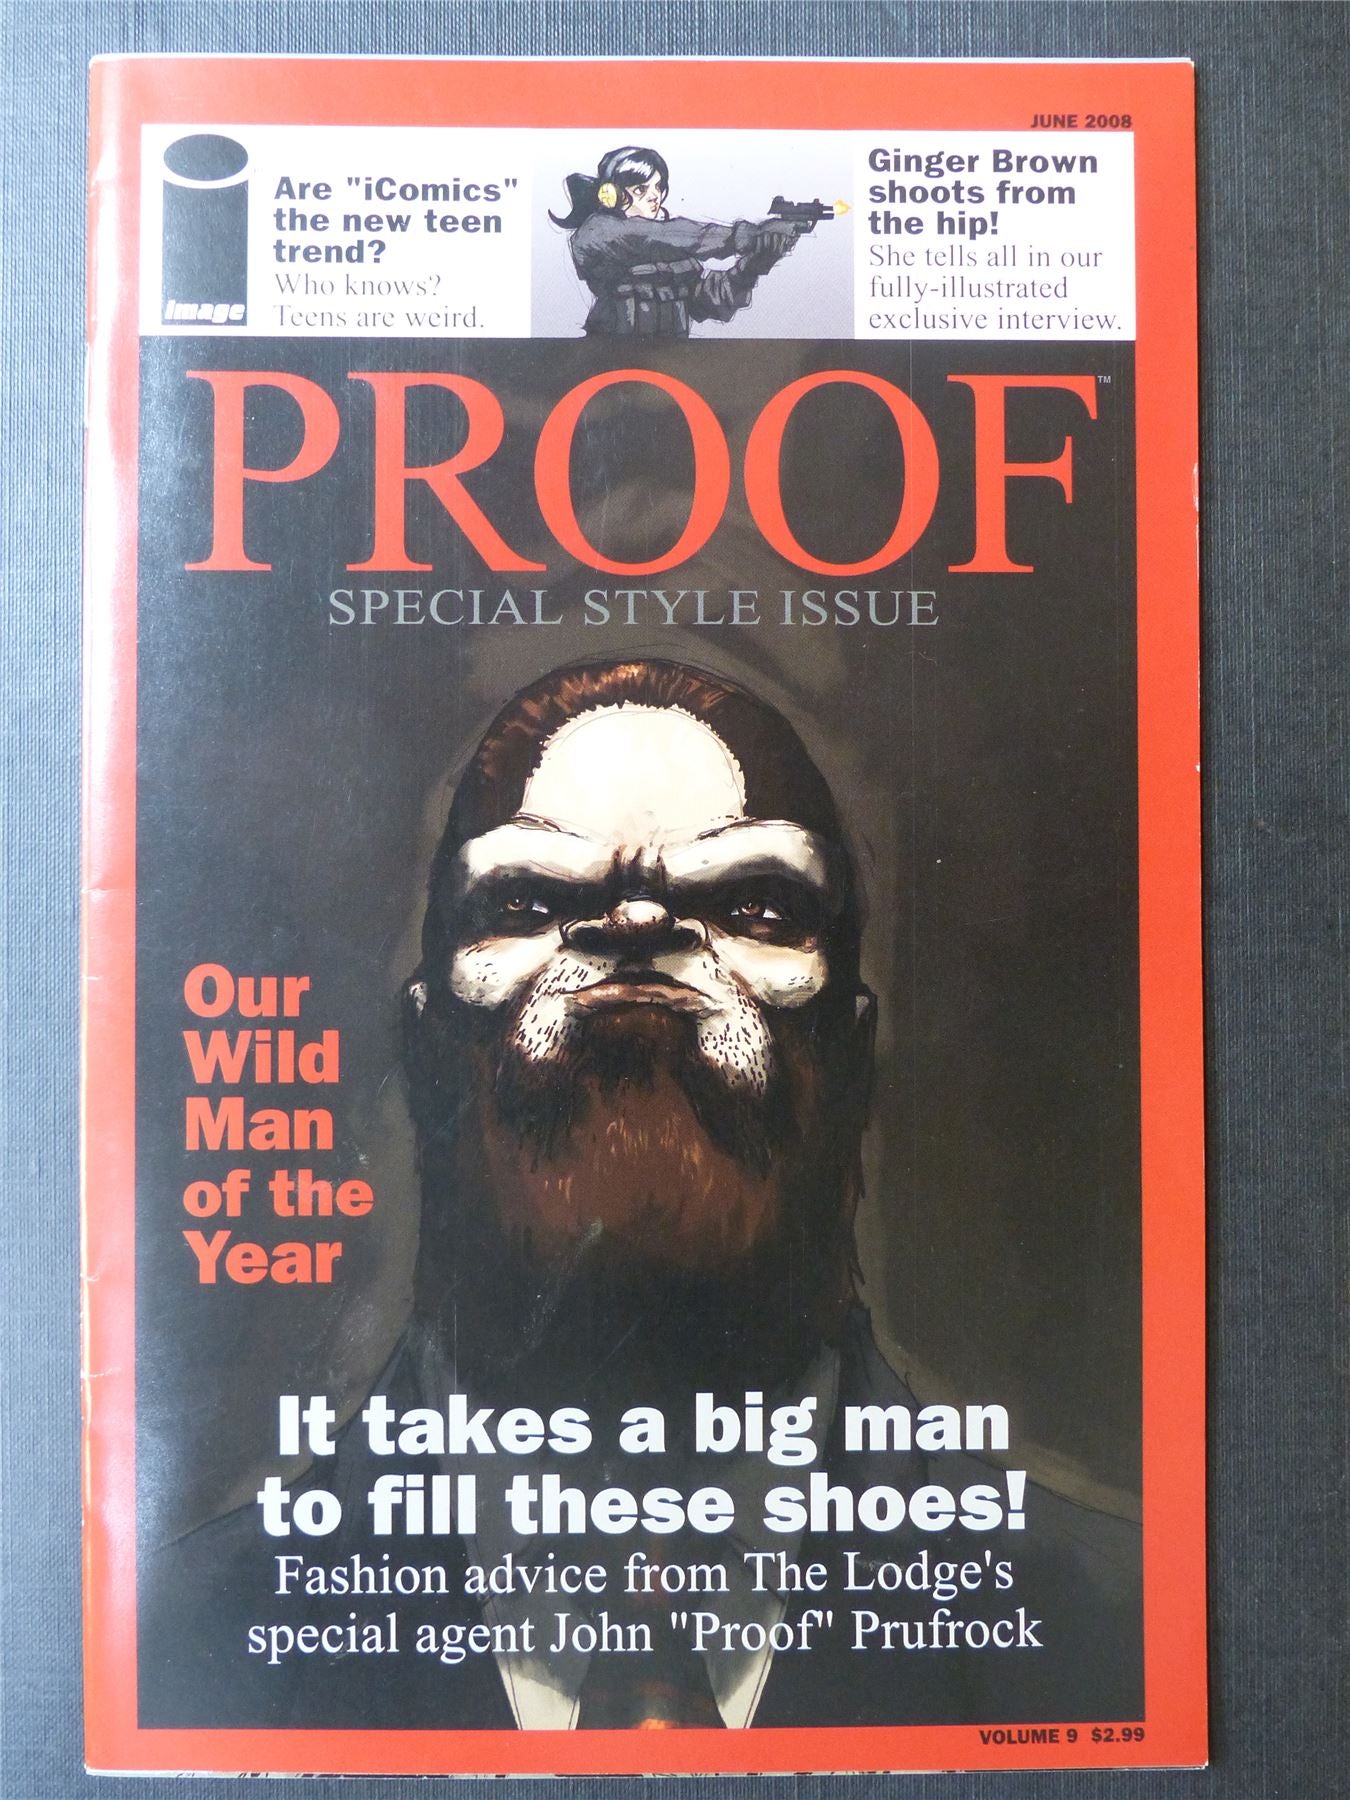 JUNE 2008
image
Are "iComics"
the new teen
trend?
Who knows?
Teens are weird.
Ginger Brown
shoots from
the hip!
She tells all in our
fully-illustrated
exclusive interview.
PROOF™
SPECIAL STYLE ISSUE
Our
Wild
Man
of the
Year
It takes a big man
to fill these shoes!
Fashion advice from The Lodge's
special agent John "Proof" Prufrock
VOLUME 9 $2.99